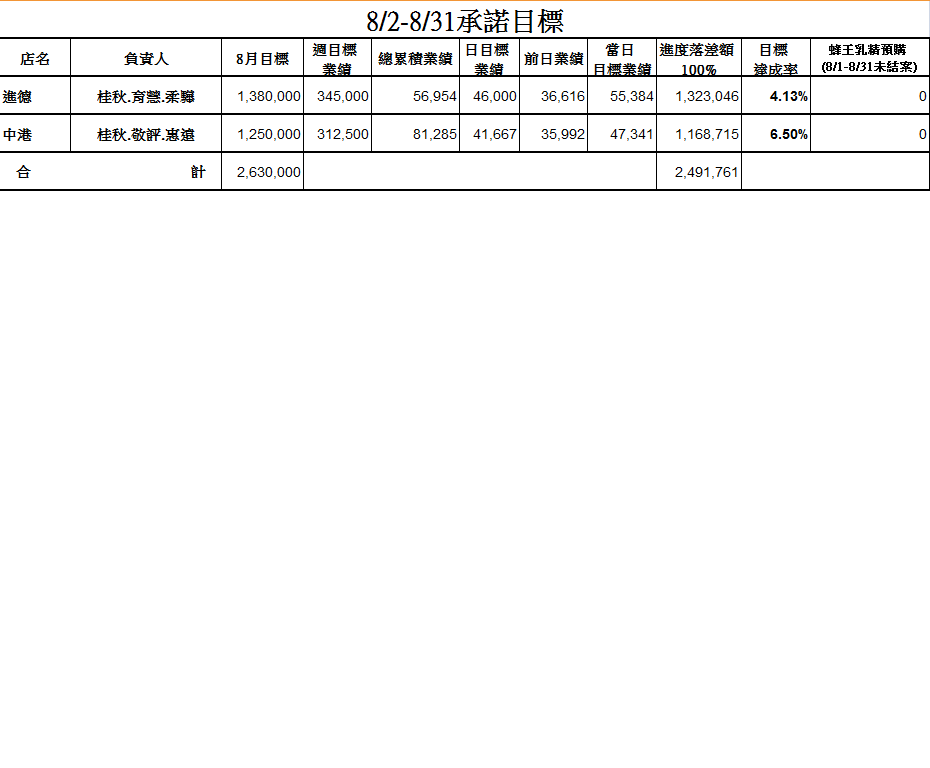 8/2-8/31承諾目標
店名 負責人 8月目標 週目標業績 總累積業績 日目標業績 前日業績 當日目標業績 進度落差額100% 目標達成率 蜂王乳精預購(8/1-8/31未結案)
進德 桂秋.育慧.柔驊 1,380,000 345,000 56,954 46,000 36,616 55,384 1,323,046 4.13% 0
中港 桂秋.敬評.惠遠 1,250,000 312,500 81,285 41,667 35,992 47,341 1,168,715 6.50% 0
合 計 2,630,000 2,491,761